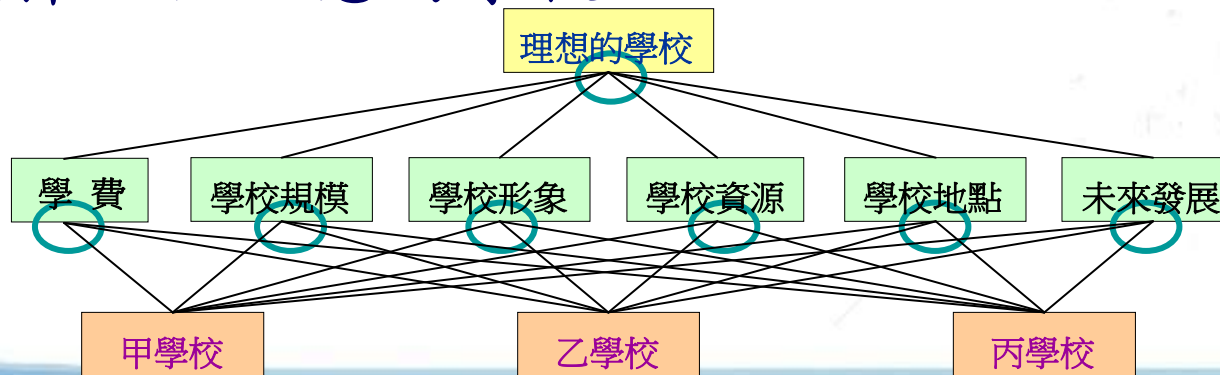 理想的學校
學 費
學校規模
學校形象
學校資源
學校地點
未來發展
甲學校
乙學校
丙學校